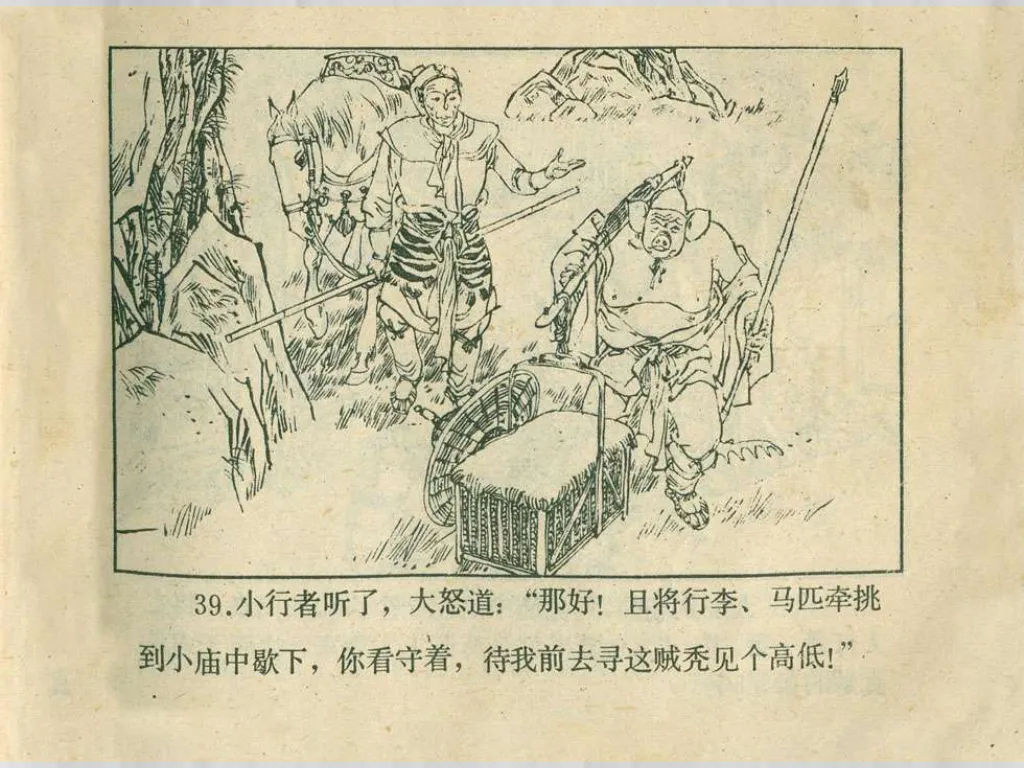 39.小行者听了，大怒道：“那好！且将行李、马匹牵挑
到小庙中歇下，你看守着，待我前去寻这贼秃见个高低！”